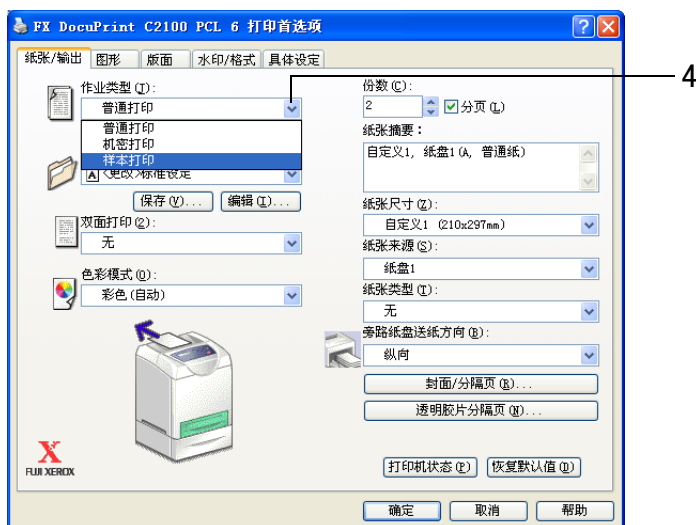 FX DocuPrint C2100 PCL 6 打印首选项
纸张/输出 图形 版面 水印/格式 具体设定
作业类型(T):
普通打印
普通打印
机密打印
样本打印
A <更改>标准设定
保存(V)... 编辑(I)...
双面打印(2):
无
色彩模式(O):
彩色(自动)
FUJI XEROX
份数(C):
2 分页(L)
纸张摘要：
自定义1, 纸盘1(A, 普通纸)
纸张尺寸(Z):
自定义1 (210x297mm)
纸张来源(S):
纸盘1
纸张类型(T):
无
旁路纸盘送纸方向(B):
纵向
封面/分隔页(R)...
透明胶片分隔页(N)...
打印机状态(P) 恢复默认值(D)
确定 取消 帮助
4